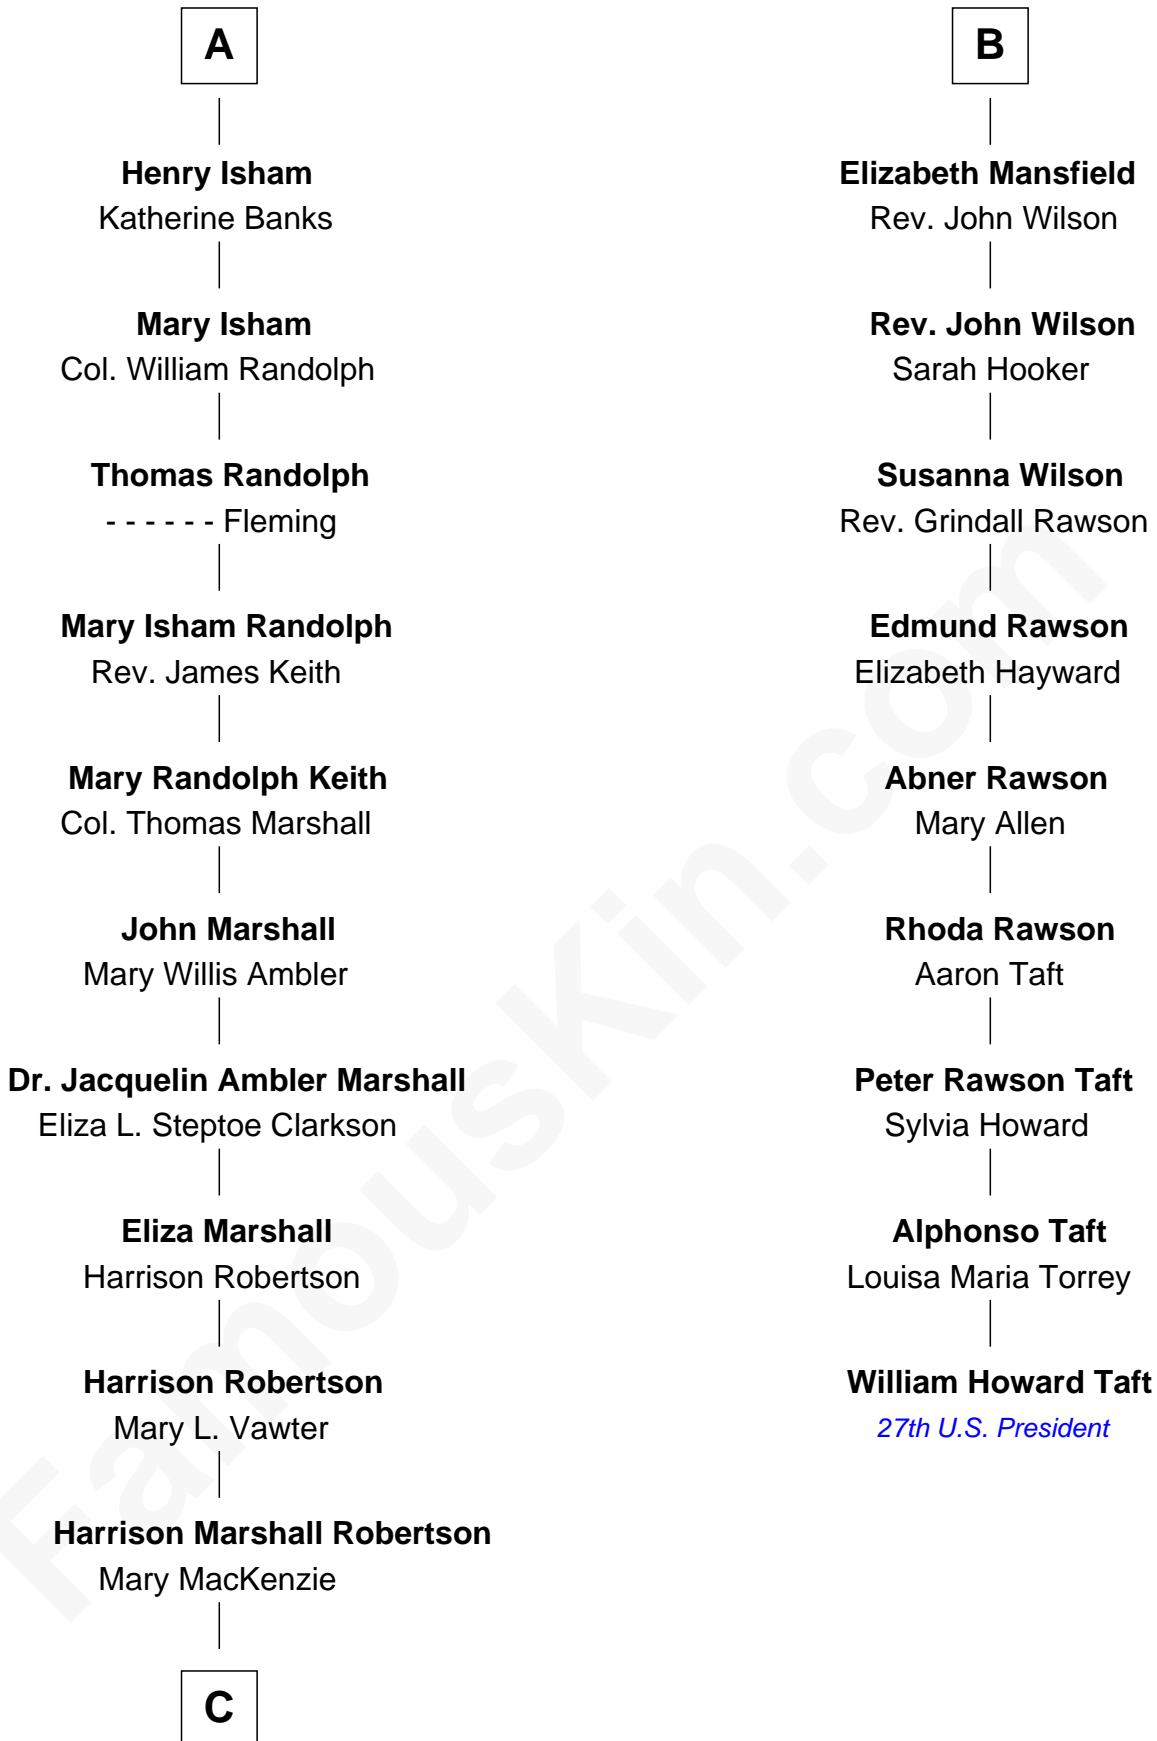 A
Henry Isham
Katherine Banks
Mary Isham
Col. William Randolph
Thomas Randolph
- - - - - - Fleming
Mary Isham Randolph
Rev. James Keith
Mary Randolph Keith
Col. Thomas Marshall
John Marshall
Mary Willis Ambler
Dr. Jacquelin Ambler Marshall
Eliza L. Steptoe Clarkson
Eliza Marshall
Harrison Robertson
Harrison Robertson
Mary L. Vawter
Harrison Marshall Robertson
Mary MacKenzie
C
B
Elizabeth Mansfield
Rev. John Wilson
Rev. John Wilson
Sarah Hooker
Susanna Wilson
Rev. Grindall Rawson
Edmund Rawson
Elizabeth Hayward
Abner Rawson
Mary Allen
Rhoda Rawson
Aaron Taft
Peter Rawson Taft
Sylvia Howard
Alphonso Taft
Louisa Maria Torrey
William Howard Taft
27th U.S. President
FamousKin.com